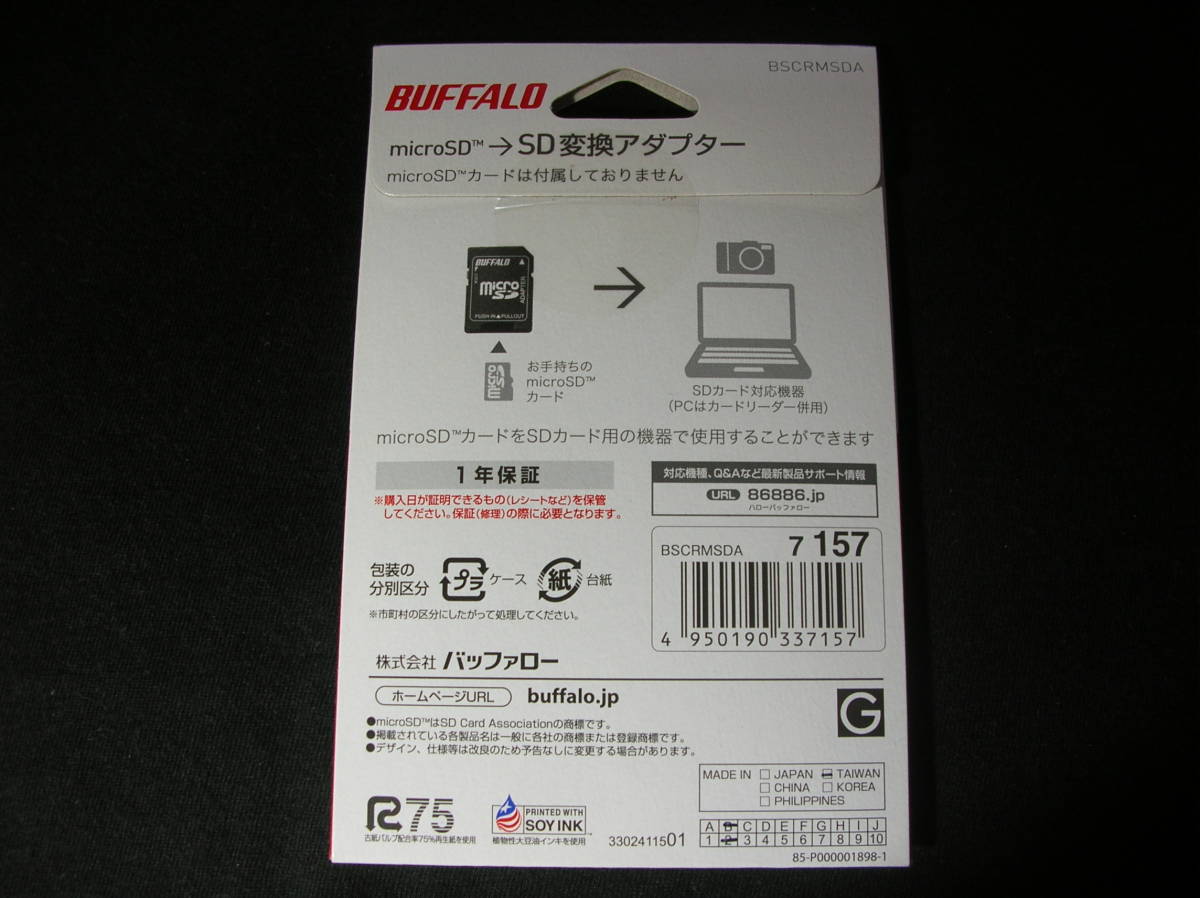 BSCRMSDA
BUFFALO
microSD™→SD変換アダプター
microSD™カードは付属しておりません
BUFFALO
micro
SD
ADAPTER
PUSH IN▲PULLOUT
micro
SD
お手持ちの
microSD™
カード
SDカード対応機器
(PCはカードリーダー併用)
microSD™カードをSDカード用の機器で使用することができます
1年保証
※購入日が証明できるもの(レシートなど)を保管
してください。保証(修理)の際に必要となります。
対応機種、Q&Aなど最新製品サポート情報
URL 86886.jp
ハローバッファロー
BSCRMSDA 7 157
4 950190 337157
包装の
分別区分
プラ ケース 紙 台紙
※市町村の区分にしたがって処理してください。
株式会社 バッファロー
ホームページURL buffalo.jp
G
●microSD™はSD Card Associationの商標です。
●掲載されている各製品名は一般に各社の商標または登録商標です。
●デザイン、仕様等は改良のため予告なしに変更する場合があります。
MADE IN □ JAPAN □ TAIWAN
□ CHINA □ KOREA
□ PHILIPPINES
R75
古紙パルプ配合率75%再生紙を使用
PRINTED WITH
SOY INK™
植物性大豆油インキを使用
3302411501
A B C D E F G H I J
1 2 3 4 5 6 7 8 9 10
85-P000001898-1